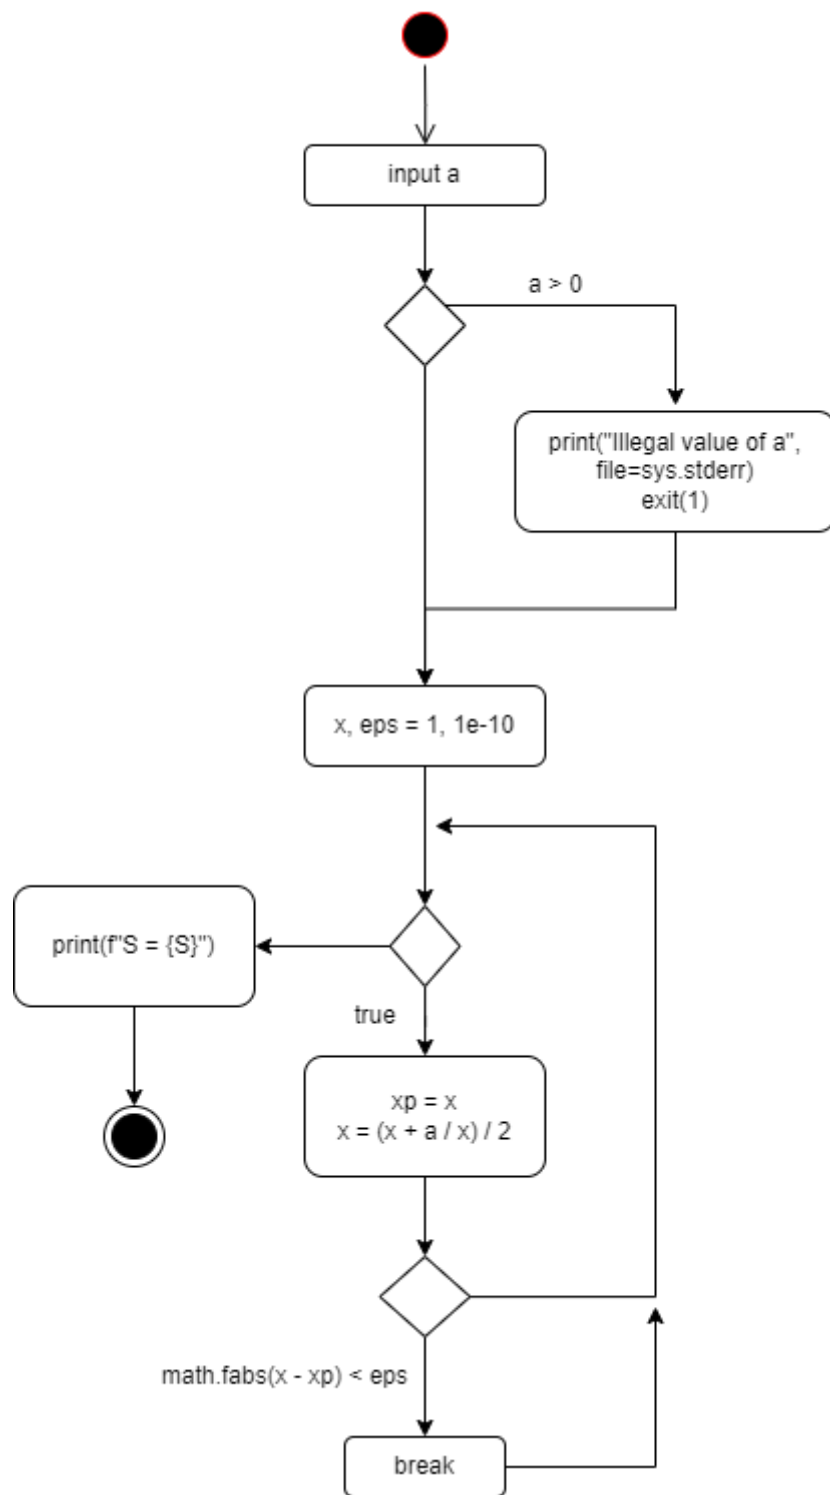 input a
a > 0
print("Illegal value of a",
file=sys.stderr)
exit(1)
x, eps = 1, 1e-10
print(f"S = {S}")
true
xp = x
x = (x + a / x) / 2
math.fabs(x - xp) < eps
break